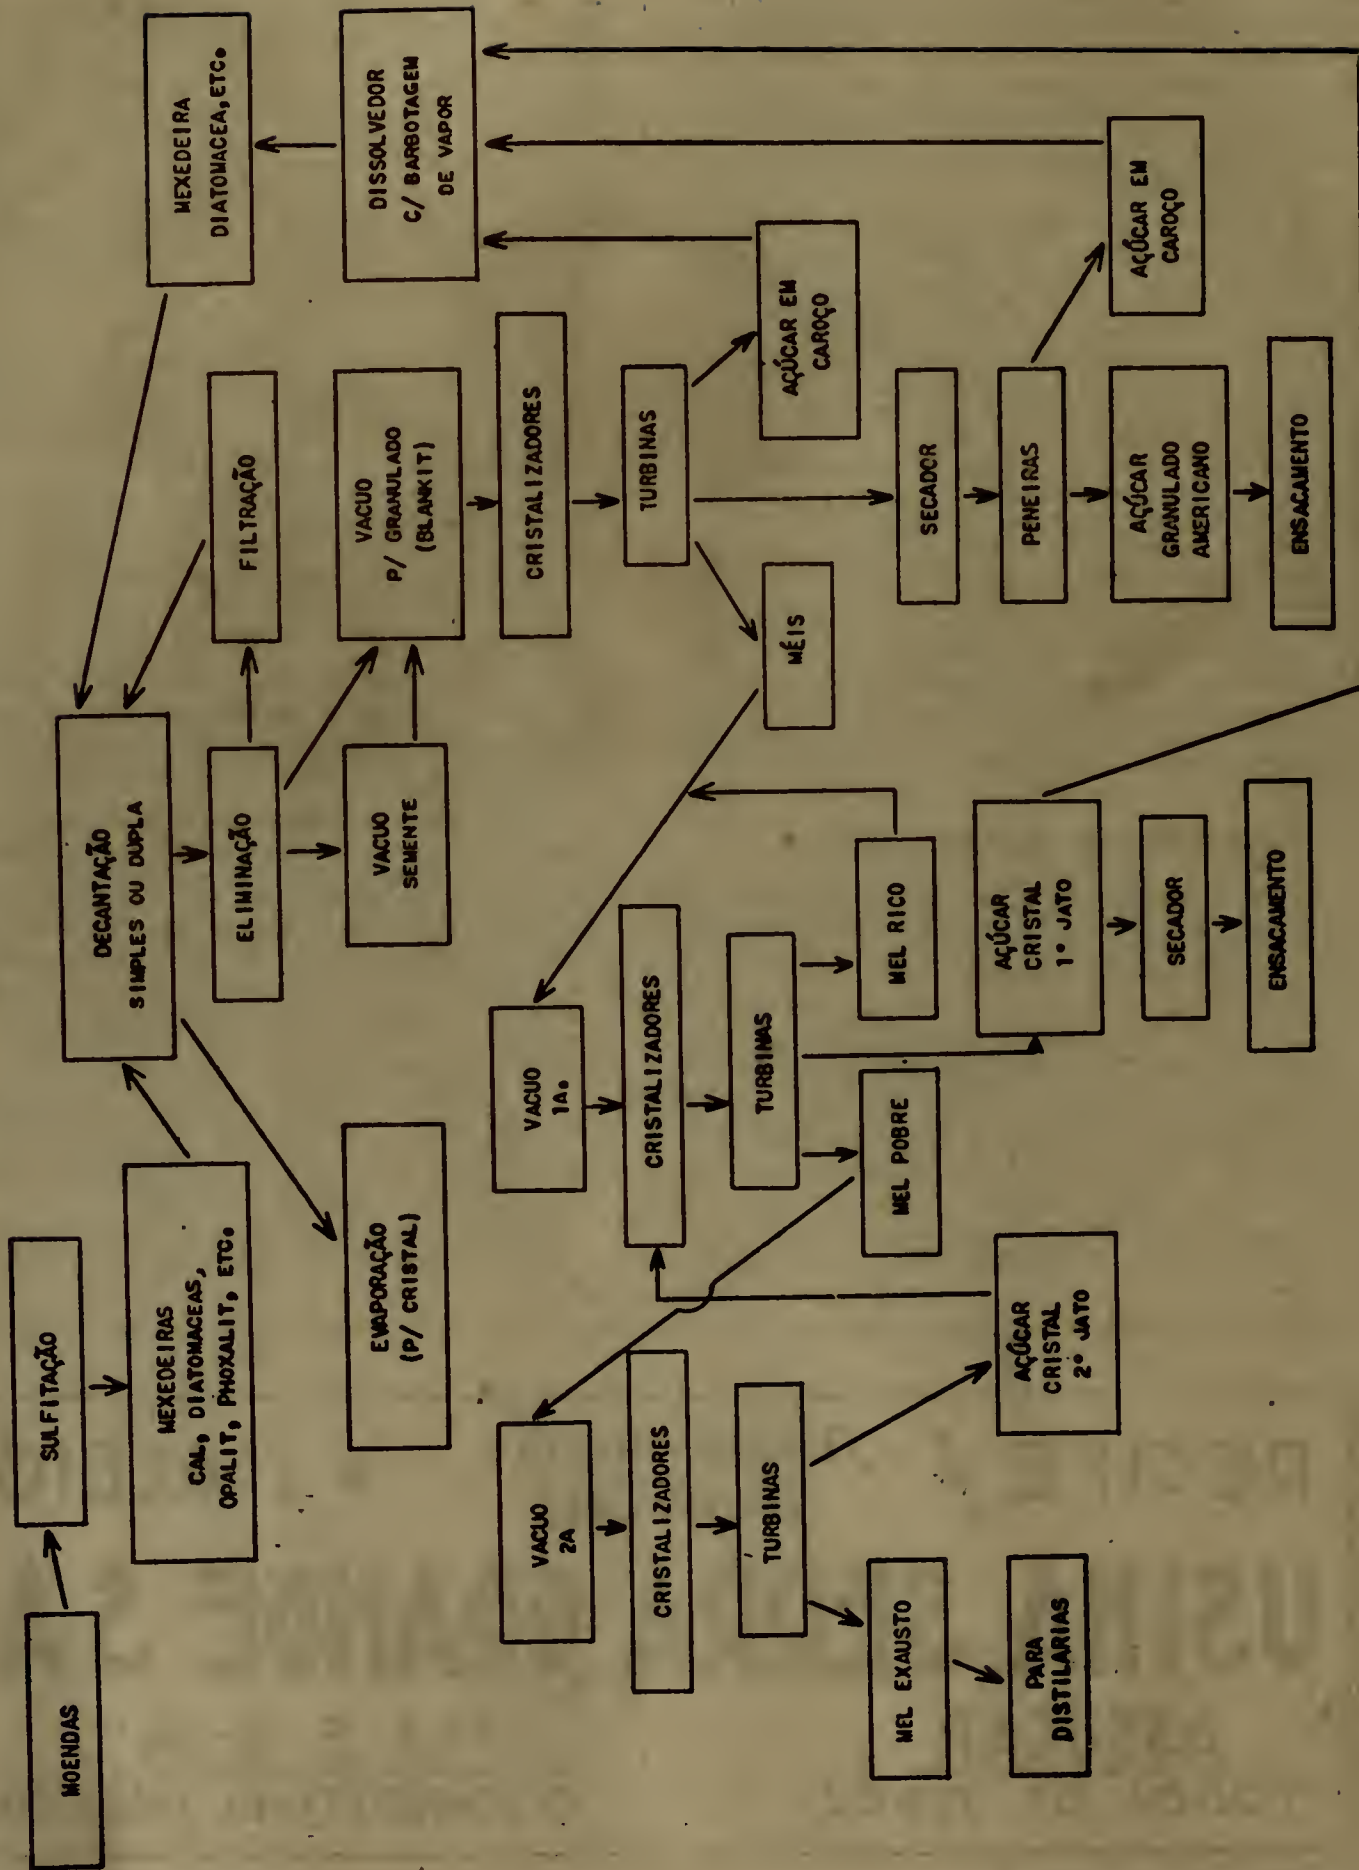 MOENDAS
SULFITAÇÃO
MEXEDEIRAS
CAL, DIATOMACEAS,
OPALIT, PHOXALIT, ETC.
DECANTAÇÃO
SIMPLES OU DUPLA
MEXEDEIRA
DIATOMACEA, ETC.
ELIMINAÇÃO
FILTRAÇÃO
DISSOLVEDOR
C/ BARBOTAGEM
DE VAPOR
EVAPORAÇÃO
(P/ CRISTAL)
VACUO
SEMENTE
VACUO
P/ GRANULADO
(BLANKIT)
CRISTALIZADORES
TURBINAS
MÉIS
AÇÚCAR EM
CAROÇO
SECADOR
PENEIRAS
AÇÚCAR EM
CAROÇO
AÇÚCAR
GRANULADO
AMERICANO
ENSACAMENTO
VACUO
1A.
CRISTALIZADORES
TURBINAS
MEL POBRE
MEL RICO
AÇÚCAR
CRISTAL
1º JATO
SECADOR
ENSACAMENTO
VACUO
2A
CRISTALIZADORES
TURBINAS
MEL EXAUSTO
AÇÚCAR
CRISTAL
2º JATO
PARA
DISTILARIAS